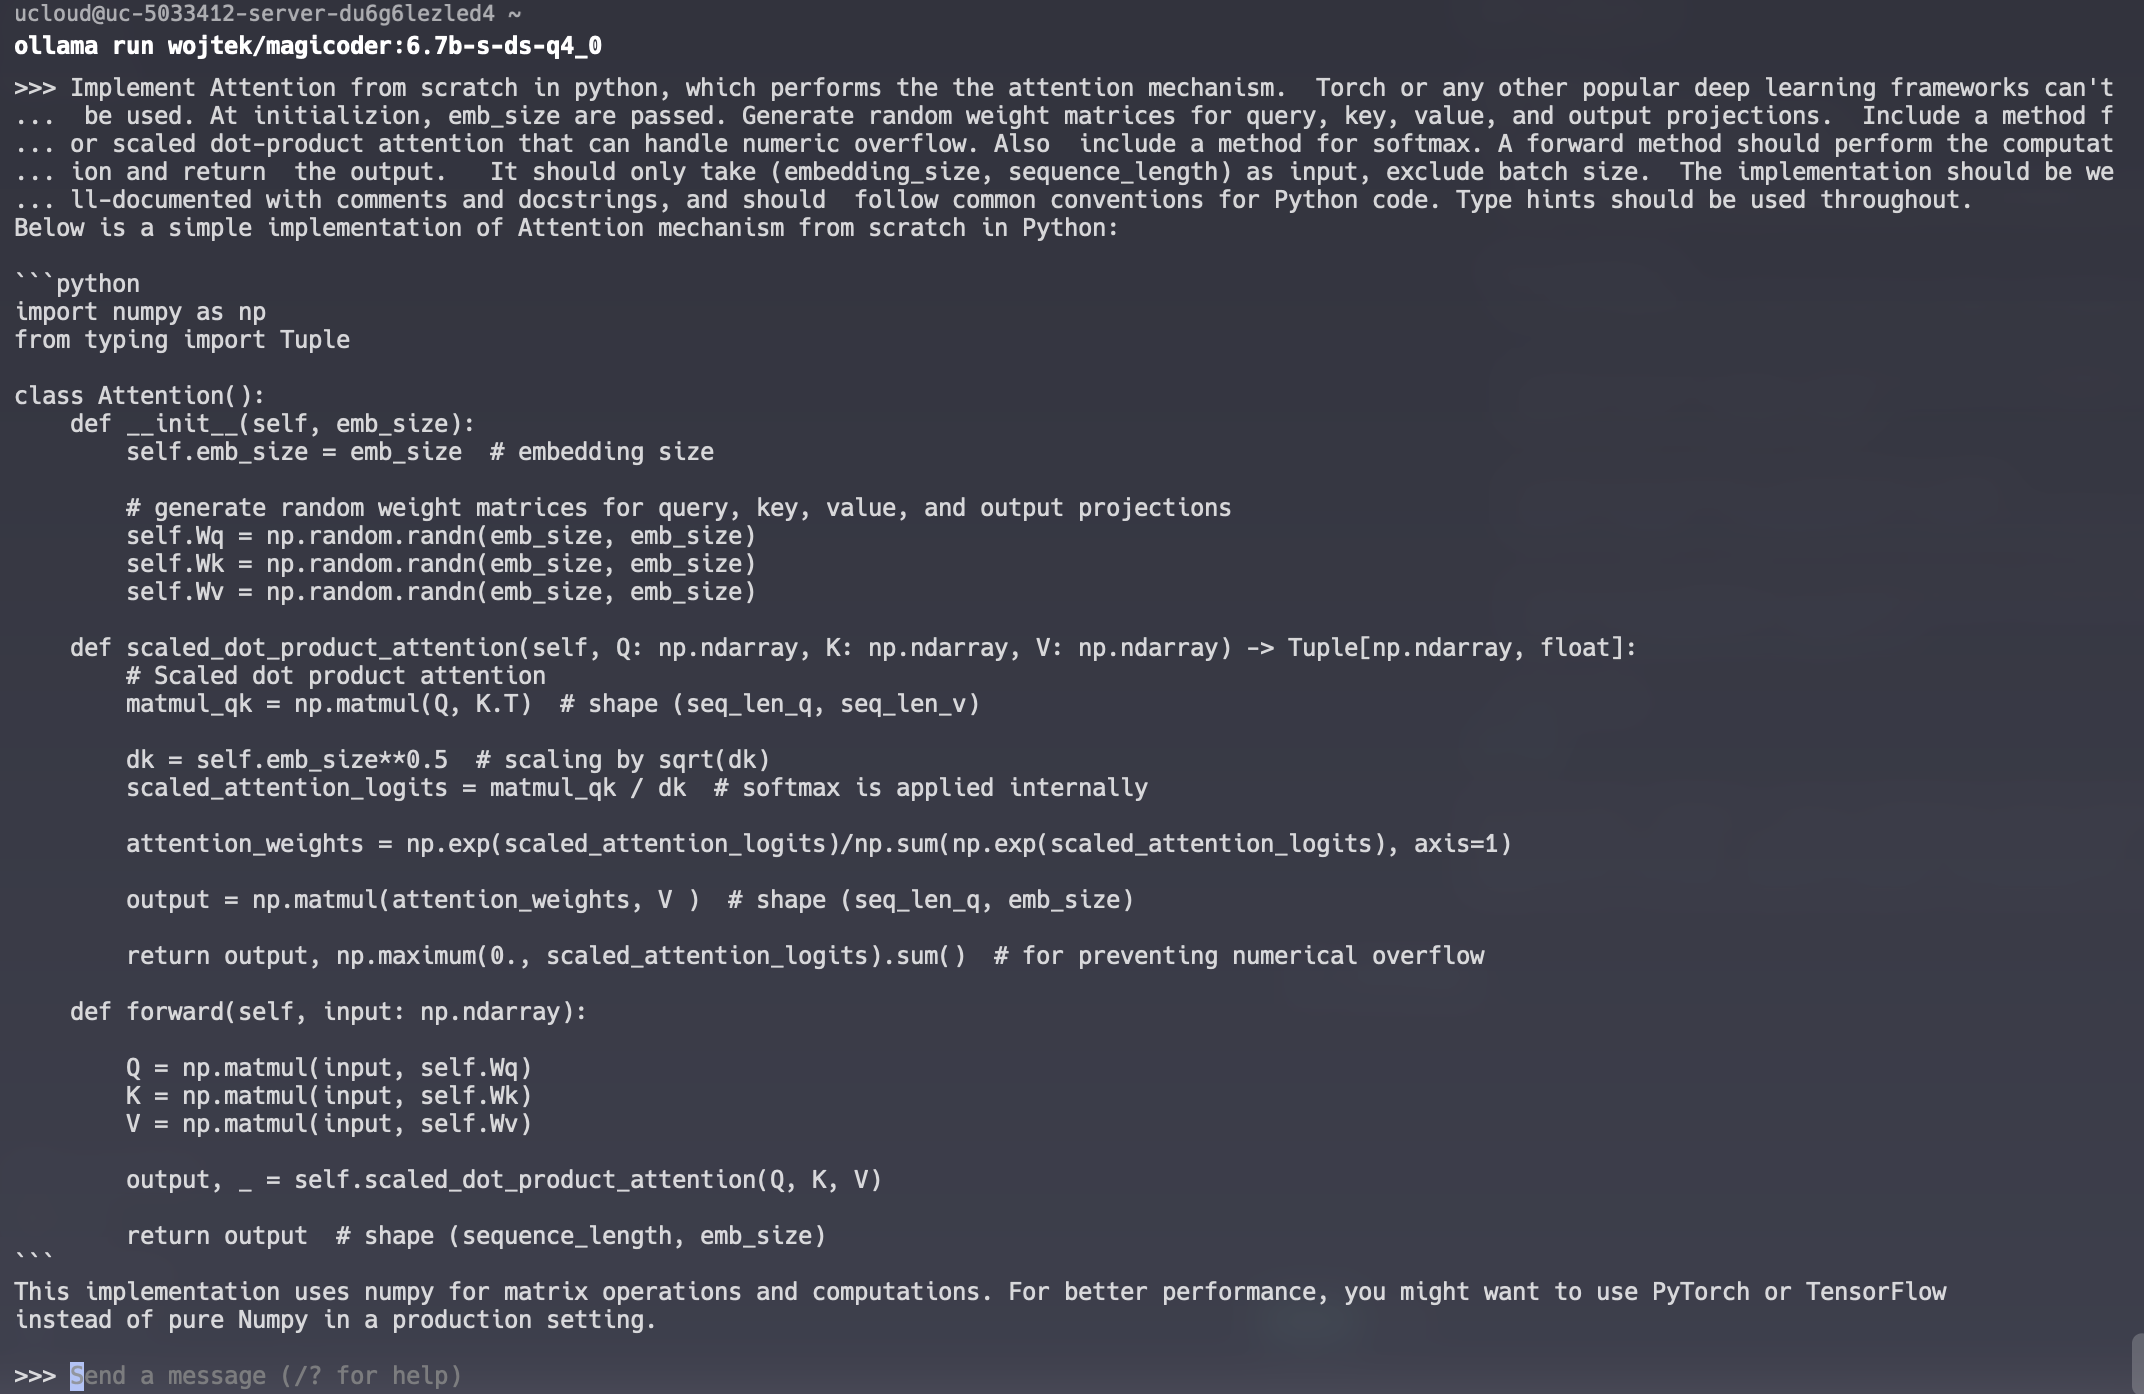 ucloud@uc-5033412-server-du6g6lezled4 ~
ollama run wojtek/magicoder:6.7b-s-ds-q4_0
>>> Implement Attention from scratch in python, which performs the the attention mechanism.  Torch or any other popular deep learning frameworks can't
...  be used. At initializion, emb_size are passed. Generate random weight matrices for query, key, value, and output projections.  Include a method f
... or scaled dot-product attention that can handle numeric overflow. Also  include a method for softmax. A forward method should perform the computat
... ion and return  the output.   It should only take (embedding_size, sequence_length) as input, exclude batch size.  The implementation should be we
... ll-documented with comments and docstrings, and should  follow common conventions for Python code. Type hints should be used throughout.
Below is a simple implementation of Attention mechanism from scratch in Python:

```python
import numpy as np
from typing import Tuple

class Attention():
    def __init__(self, emb_size):
        self.emb_size = emb_size  # embedding size

        # generate random weight matrices for query, key, value, and output projections
        self.Wq = np.random.randn(emb_size, emb_size)
        self.Wk = np.random.randn(emb_size, emb_size)
        self.Wv = np.random.randn(emb_size, emb_size)

    def scaled_dot_product_attention(self, Q: np.ndarray, K: np.ndarray, V: np.ndarray) -> Tuple[np.ndarray, float]:
        # Scaled dot product attention
        matmul_qk = np.matmul(Q, K.T)  # shape (seq_len_q, seq_len_v)

        dk = self.emb_size**0.5  # scaling by sqrt(dk)
        scaled_attention_logits = matmul_qk / dk  # softmax is applied internally

        attention_weights = np.exp(scaled_attention_logits)/np.sum(np.exp(scaled_attention_logits), axis=1)

        output = np.matmul(attention_weights, V )  # shape (seq_len_q, emb_size)

        return output, np.maximum(0., scaled_attention_logits).sum()  # for preventing numerical overflow

    def forward(self, input: np.ndarray):

        Q = np.matmul(input, self.Wq)
        K = np.matmul(input, self.Wk)
        V = np.matmul(input, self.Wv)

        output, _ = self.scaled_dot_product_attention(Q, K, V)

        return output  # shape (sequence_length, emb_size)
```
This implementation uses numpy for matrix operations and computations. For better performance, you might want to use PyTorch or TensorFlow
instead of pure Numpy in a production setting.

>>> Send a message (/? for help)